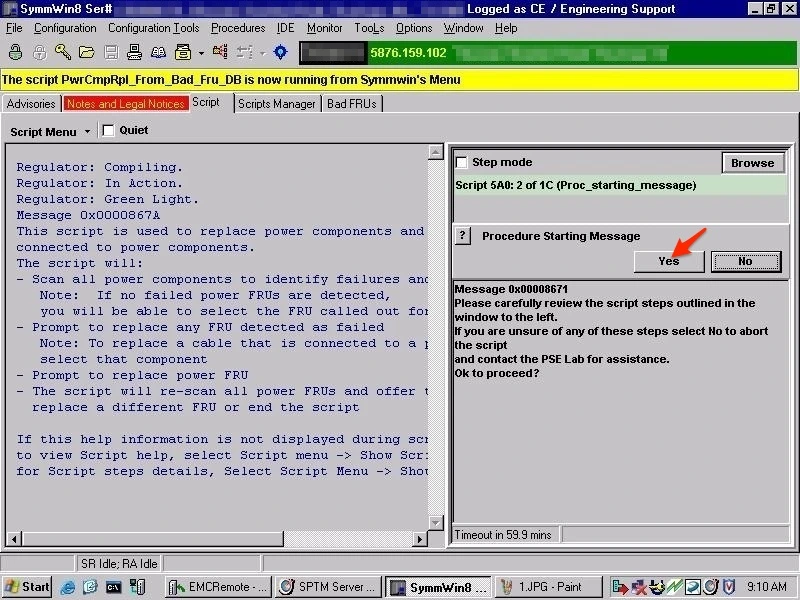 SymmWin8 Ser#
Logged as CE / Engineering Support
File Configuration Configuration Tools Procedures IDE Monitor TooLs Options Window Help
5876.159.102
The script PwrCmpRpl_From_Bad_Fru_DB is now running from Symmwin's Menu
Advisories Notes and Legal Notices Script Scripts Manager Bad FRUs
Script Menu Quiet
Regulator: Compiling.
Regulator: In Action.
Regulator: Green Light.
Message 0x0000867A
This script is used to replace power components and
connected to power components.
The script will:
- Scan all power components to identify failures and
Note: If no failed power FRUs are detected,
you will be able to select the FRU called out for
- Prompt to replace any FRU detected as failed
Note: To replace a cable that is connected to a p
select that component
- Prompt to replace power FRU
- The script will re-scan all power FRUs and offer t
replace a different FRU or end the script
If this help information is not displayed during scr
to view Script help, select Script menu -> Show Scri
for Script steps details, Select Script Menu -> Show
Step mode
Browse
Script 5A0: 2 of 1C (Proc_starting_message)
? Procedure Starting Message
Yes No
Message 0x00008671
Please carefully review the script steps outlined in the
window to the left.
If you are unsure of any of these steps select No to abort
the script
and contact the PSE Lab for assistance.
Ok to proceed?
Timeout in 59.9 mins
SR Idle; RA Idle
Start EMCRemote - ... SPTM Server ... SymmWin8 ... 1.JPG - Paint 9:10 AM